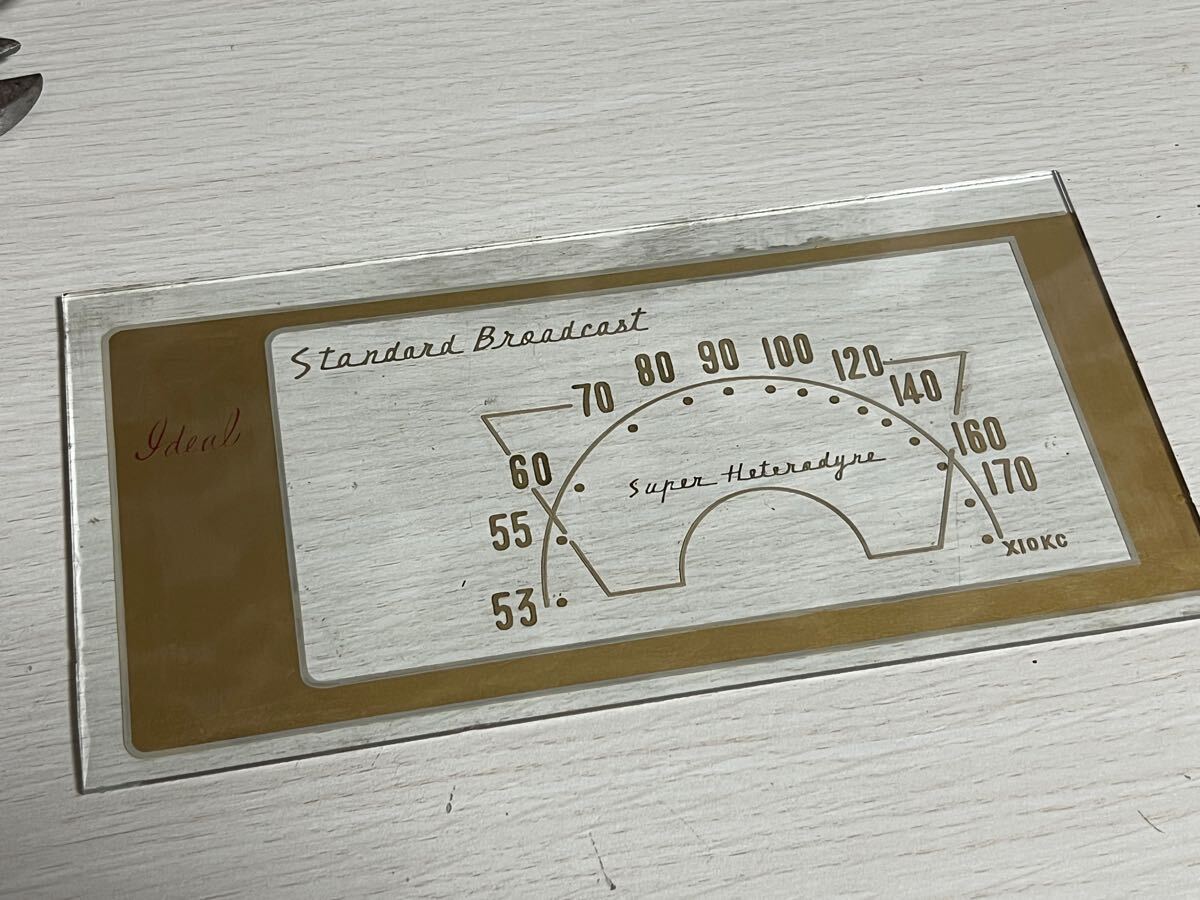 Standard Broadcast
Ideal
53 55 60 70 80 90 100 120 140 160 170
Super Heterodyne
X10KC